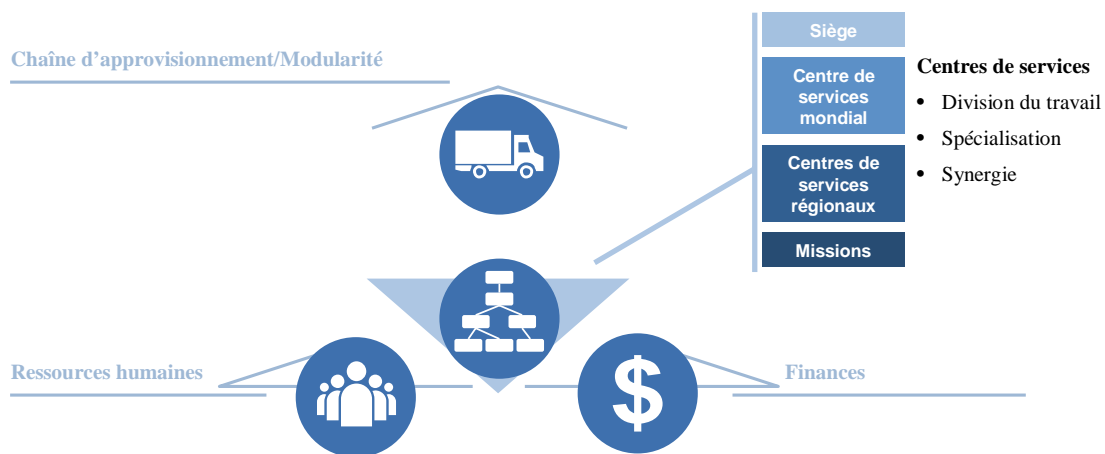 Chaîne d’approvisionnement/Modularité
Siège
Centre de
services
mondial
Centres de
services
régionaux
Missions
Centres de services
• Division du travail
• Spécialisation
• Synergie
Ressources humaines
$
Finances